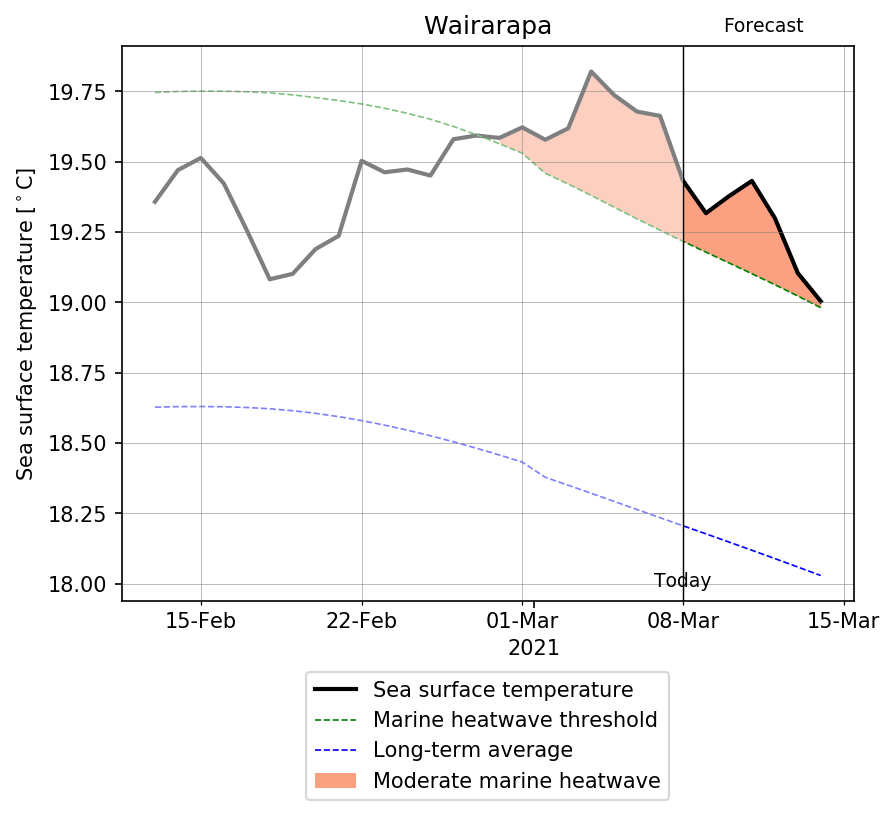 Wairarapa
Forecast
Sea surface temperature [°C]
19.75
19.50
19.25
19.00
18.75
18.50
18.25
18.00
Today
15-Feb
22-Feb
01-Mar
08-Mar
15-Mar
2021
Sea surface temperature
Marine heatwave threshold
Long-term average
Moderate marine heatwave